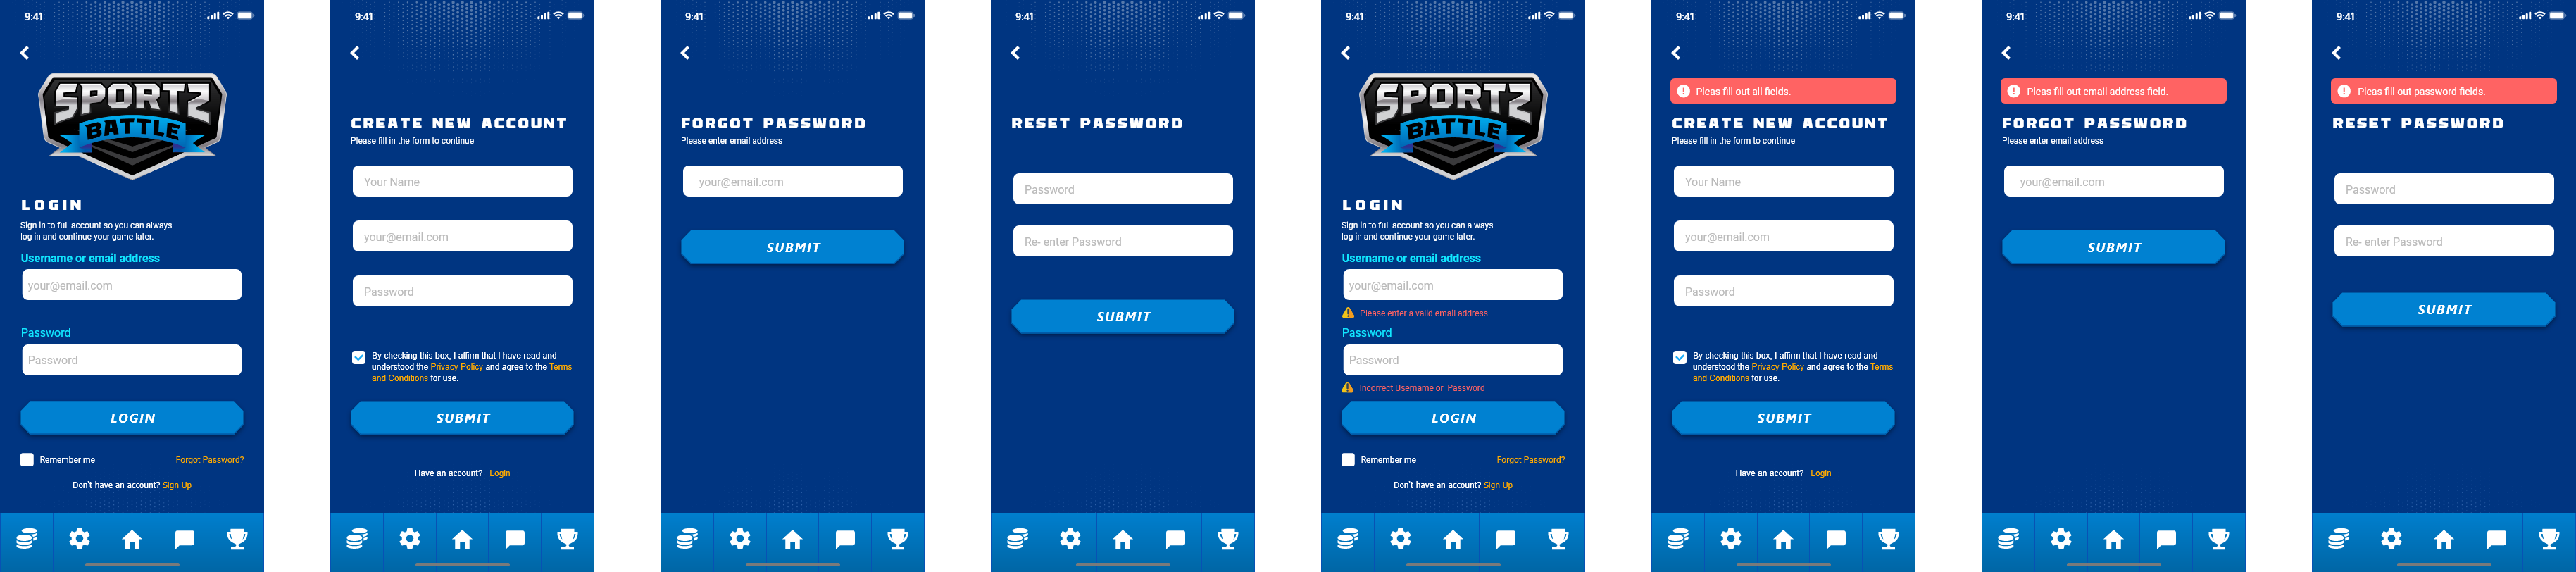 9:41
SPORTZ
BATTLE
LOGIN
Sign in to full account so you can always
log in and continue your game later.
Username or email address
your@email.com
Password
Password
LOGIN
Remember me
Forgot Password?
Don't have an account? Sign Up
9:41
CREATE NEW ACCOUNT
Please fill in the form to continue
Your Name
your@email.com
Password
By checking this box, I affirm that I have read and
understood the Privacy Policy and agree to the Terms
and Conditions for use.
SUBMIT
Have an account? Login
9:41
FORGOT PASSWORD
Please enter email address
your@email.com
SUBMIT
9:41
RESET PASSWORD
Password
Re- enter Password
SUBMIT
9:41
SPORTZ
BATTLE
LOGIN
Sign in to full account so you can always
log in and continue your game later.
Username or email address
your@email.com
Please enter a valid email address.
Password
Password
Incorrect Username or Password
LOGIN
Remember me
Forgot Password?
Don't have an account? Sign Up
9:41
Pleas fill out all fields.
CREATE NEW ACCOUNT
Please fill in the form to continue
Your Name
your@email.com
Password
By checking this box, I affirm that I have read and
understood the Privacy Policy and agree to the Terms
and Conditions for use.
SUBMIT
Have an account? Login
9:41
Pleas fill out email address field.
FORGOT PASSWORD
Please enter email address
your@email.com
SUBMIT
9:41
Pleas fill out password fields.
RESET PASSWORD
Password
Re- enter Password
SUBMIT